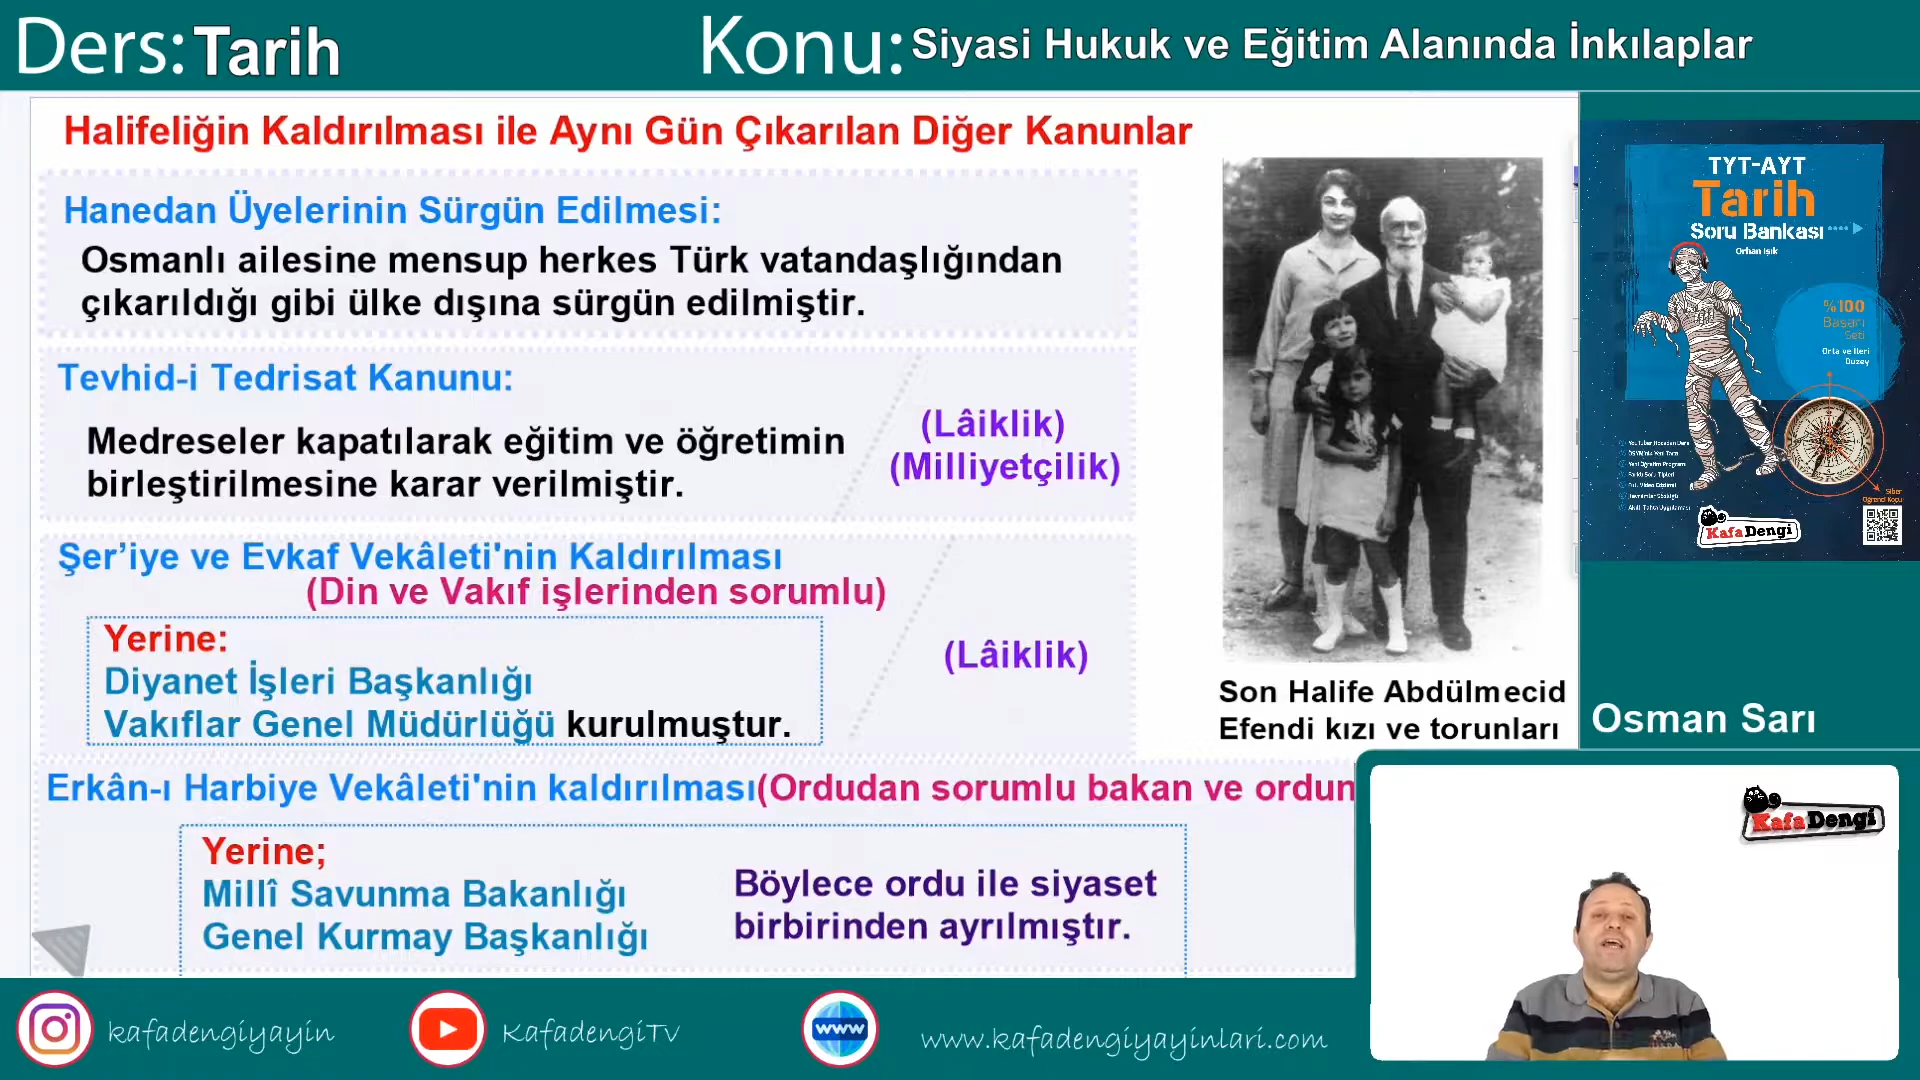 Ders: Tarih
Konu: Siyasi Hukuk ve Eğitim Alanında İnkılaplar
Halifeliğin Kaldırılması ile Aynı Gün Çıkarılan Diğer Kanunlar
Hanedan Üyelerinin Sürgün Edilmesi:
Osmanlı ailesine mensup herkes Türk vatandaşlığından
çıkarıldığı gibi ülke dışına sürgün edilmiştir.
Tevhid-i Tedrisat Kanunu:
Medreseler kapatılarak eğitim ve öğretimin
birleştirilmesine karar verilmiştir.
(Lâiklik)
(Milliyetçilik)
Şer’iye ve Evkaf Vekâleti'nin Kaldırılması
(Din ve Vakıf işlerinden sorumlu)
Yerine:
Diyanet İşleri Başkanlığı
Vakıflar Genel Müdürlüğü kurulmuştur.
(Lâiklik)
Erkân-ı Harbiye Vekâleti'nin kaldırılması(Ordudan sorumlu bakan ve ordun
Yerine;
Millî Savunma Bakanlığı
Genel Kurmay Başkanlığı
Böylece ordu ile siyaset
birbirinden ayrılmıştır.
Son Halife Abdülmecid
Efendi kızı ve torunları
TYT-AYT
Tarih
Soru Bankası
Orhan Işık
%100
Başarı
Seti
Orta ve İleri
Düzey
KafaDengi
Osman Sarı
KafaDengi
kafadengiyayin
KafadengiTv
www
www.kafadengiyayinlari.com